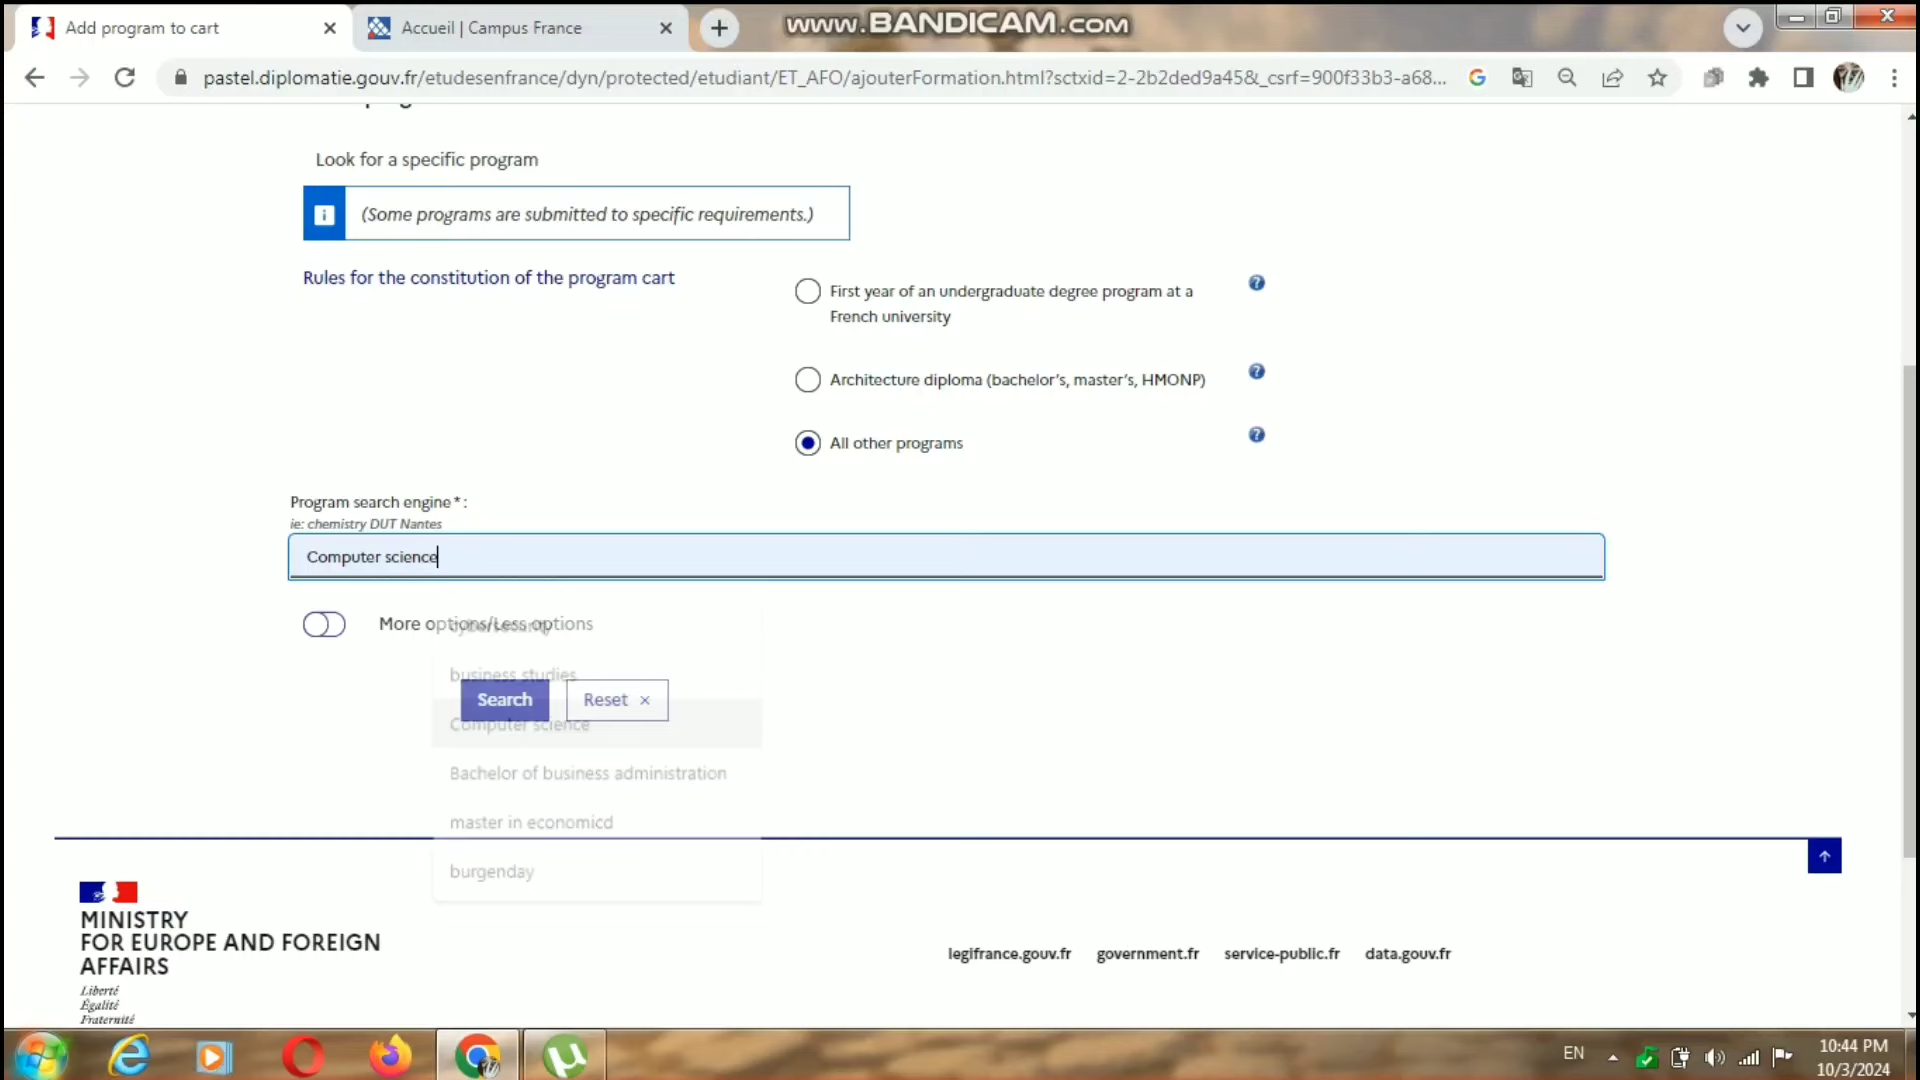 Add program to cart
Accueil | Campus France
www.BANDICAM.com
pastel.diplomatie.gouv.fr/etudesenfrance/dyn/protected/etudiant/ET_AFO/ajouterFormation.html?sctxid=2-2b2ded9a45&_csrf=900f33b3-a68...
Look for a specific program
(Some programs are submitted to specific requirements.)
Rules for the constitution of the program cart
First year of an undergraduate degree program at a
French university
Architecture diploma (bachelor's, master's, HMONP)
All other programs
Program search engine * :
ie: chemistry DUT Nantes
Computer science
More options/Less options
cybersecurity
business studies
Search
Reset ×
Computer science
Bachelor of business administration
master in economicd
burgenday
MINISTRY
FOR EUROPE AND FOREIGN
AFFAIRS
Liberté
Égalité
Fraternité
legifrance.gouv.fr
government.fr
service-public.fr
data.gouv.fr
EN
10:44 PM
10/3/2024